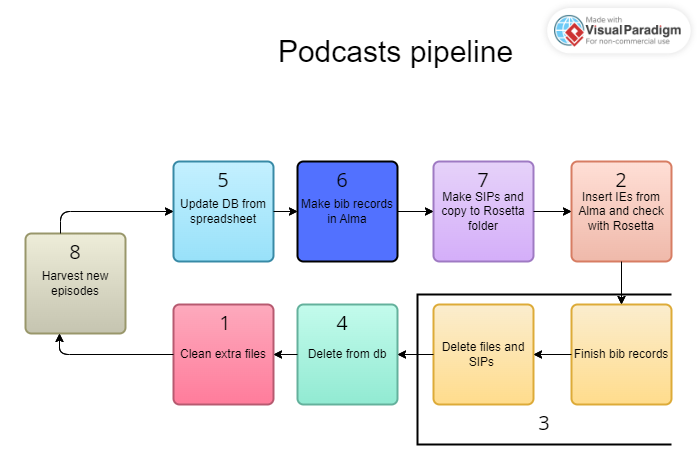 Made with
VisualParadigm
For non-commercial use
Podcasts pipeline
5
Update DB from
spreadsheet
6
Make bib records
in Alma
7
Make SIPs and
copy to Rosetta
folder
2
Insert IEs from
Alma and check
with Rosetta
8
Harvest new
episodes
1
Clean extra files
4
Delete from db
Delete files and
SIPs
Finish bib records
3